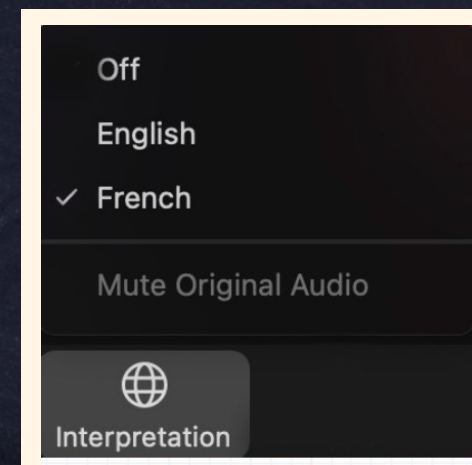 Off
English
French
Mute Original Audio
Interpretation